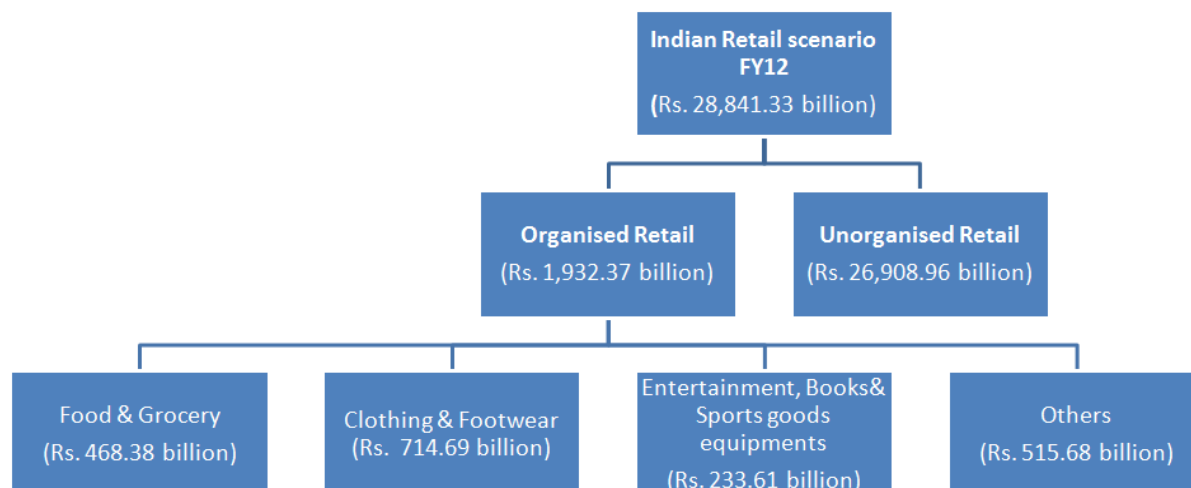 Indian Retail scenario
FY12
(Rs. 28,841.33 billion)
Organised Retail
(Rs. 1,932.37 billion)
Unorganised Retail
(Rs. 26,908.96 billion)
Food & Grocery
(Rs. 468.38 billion)
Clothing & Footwear
(Rs. 714.69 billion)
Entertainment, Books&
Sports goods
equipments
(Rs. 233.61 billion)
Others
(Rs. 515.68 billion)